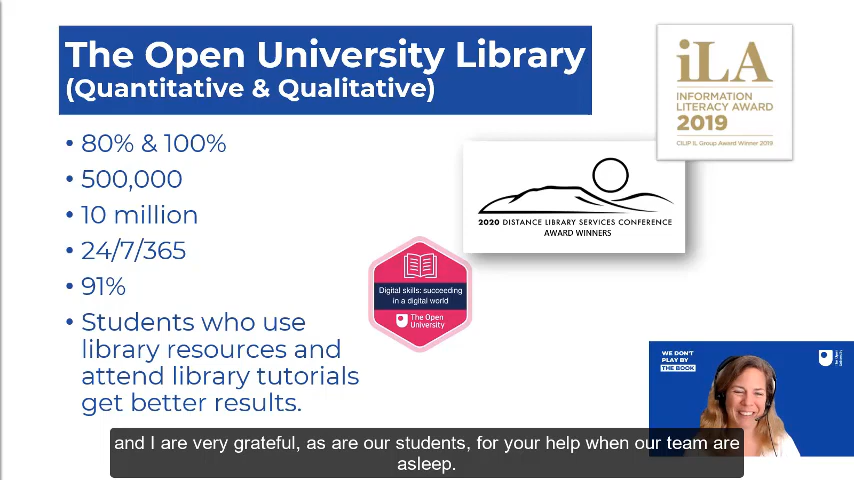 The Open University Library
(Quantitative & Qualitative)
• 80% & 100%
• 500,000
• 10 million
• 24/7/365
• 91%
• Students who use
library resources and
attend library tutorials
get better results.
iLA
INFORMATION
LITERACY AWARD
2019
CILIP IL Group Award Winner 2019
2020 DISTANCE LIBRARY SERVICES CONFERENCE
AWARD WINNERS
Digital skills: succeeding
in a digital world
The Open
University
WE DON'T
PLAY BY
THE BOOK
The Open
University
and I are very grateful, as are our students, for your help when our team are
asleep.